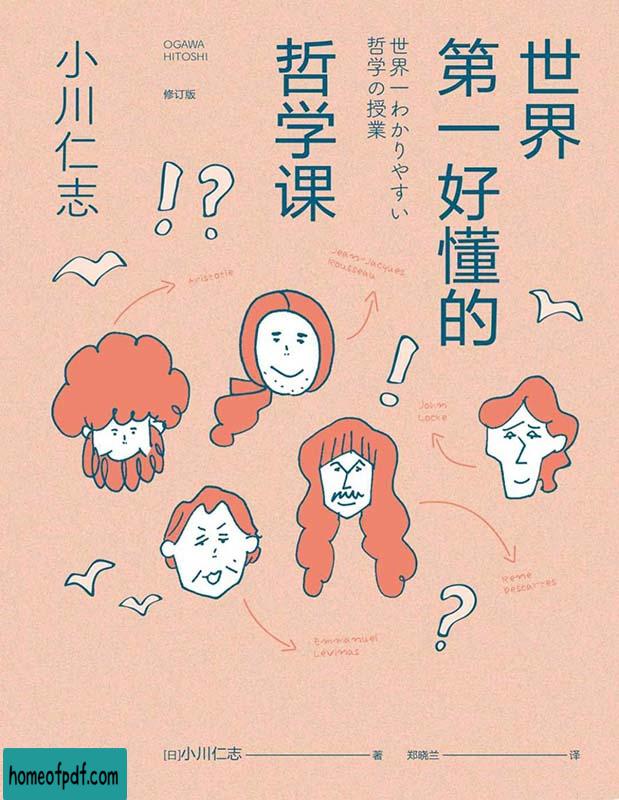 世界
第一好懂的
哲学课
世界一わかりやすい
哲学の授業
OGAWA
HITOSHI
修订版
小川仁志
!?
Aristotle
Jean-Jacques
Rousseau
!
John
Locke
Rene
Descartes
?
Emmanuel
Lévinas
[日]小川仁志 著 郑晓兰 译
homeofpdf.com